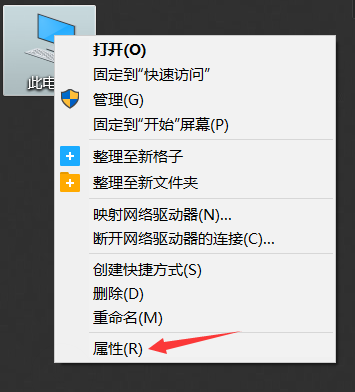 此电
打开(O)
固定到“快速访问”
管理(G)
固定到“开始”屏幕(P)
整理至新格子
整理至新文件夹
映射网络驱动器(N)...
断开网络驱动器的连接(C)...
创建快捷方式(S)
删除(D)
重命名(M)
属性(R)